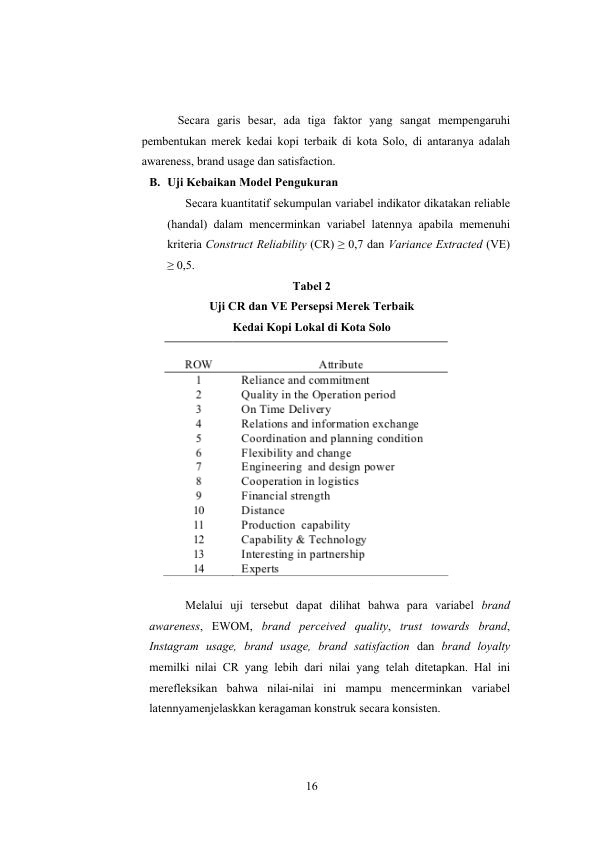 Secara garis besar, ada tiga faktor yang sangat mempengaruhi
pembentukan merek kedai kopi terbaik di kota Solo, di antaranya adalah
awareness, brand usage dan satisfaction.
B. Uji Kebaikan Model Pengukuran
Secara kuantitatif sekumpulan variabel indikator dikatakan reliable
(handal) dalam mencerminkan variabel latennya apabila memenuhi
kriteria Construct Reliability (CR) ≥ 0,7 dan Variance Extracted (VE)
≥ 0,5.
Tabel 2
Uji CR dan VE Persepsi Merek Terbaik
Kedai Kopi Lokal di Kota Solo
ROW Attribute
1 Reliance and commitment
2 Quality in the Operation period
3 On Time Delivery
4 Relations and information exchange
5 Coordination and planning condition
6 Flexibility and change
7 Engineering and design power
8 Cooperation in logistics
9 Financial strength
10 Distance
11 Production capability
12 Capability & Technology
13 Interesting in partnership
14 Experts
Melalui uji tersebut dapat dilihat bahwa para variabel brand
awareness, EWOM, brand perceived quality, trust towards brand,
Instagram usage, brand usage, brand satisfaction dan brand loyalty
memilki nilai CR yang lebih dari nilai yang telah ditetapkan. Hal ini
merefleksikan bahwa nilai-nilai ini mampu mencerminkan variabel
latennyamenjelaskkan keragaman konstruk secara konsisten.
16